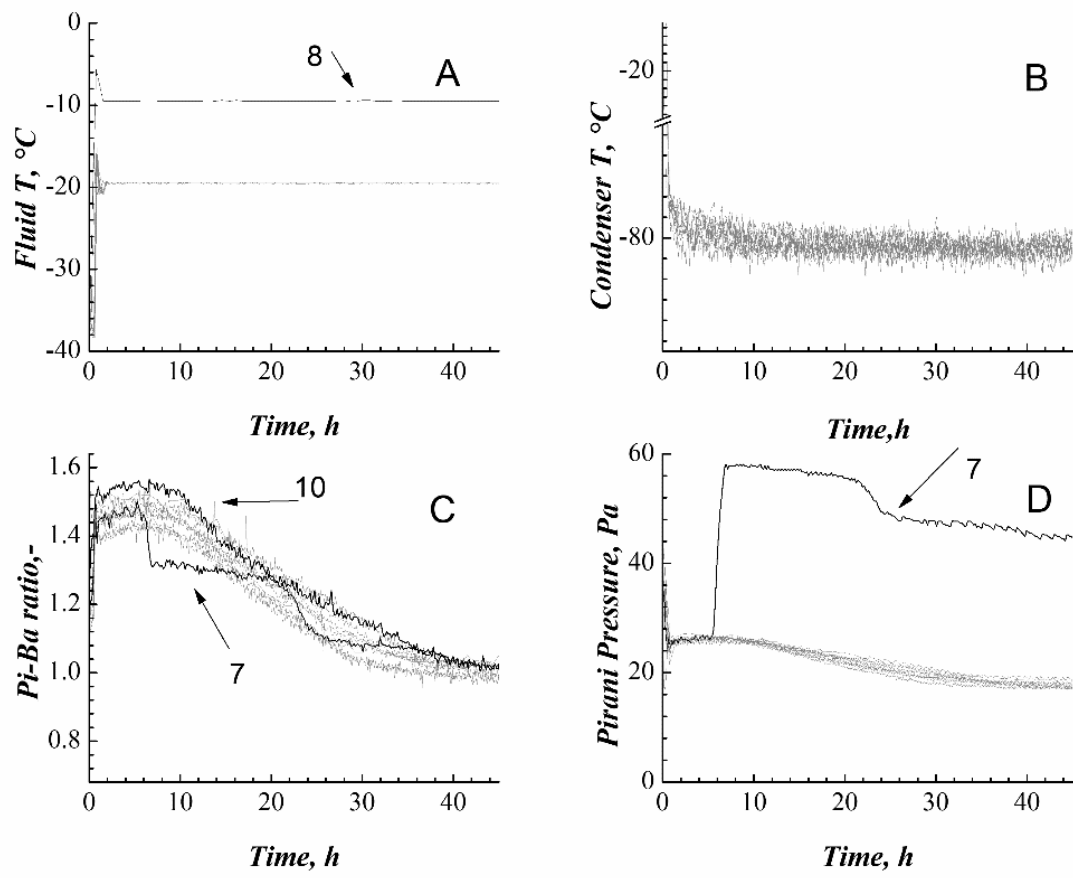 0
-10
-20
-30
-40
Fluid T, °C
8
A
0 10 20 30 40
Time, h
-20
-80
Condenser T, °C
B
0 10 20 30 40
Time,h
1.6
1.4
1.2
1.0
0.8
Pi-Ba ratio,-
10
C
7
0 10 20 30 40
Time, h
60
40
20
0
Pirani Pressure, Pa
7
D
0 10 20 30 40
Time, h